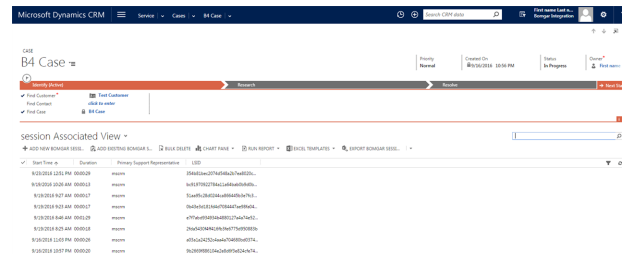 Microsoft Dynamics CRM
Service
Cases
B4 Case
Search CRM data
First name Last n...
Bomgar Integration
CASE
B4 Case
Priority
Normal
Created On
9/16/2016 10:56 PM
Status
In Progress
Owner*
First name
Identify (Active)
Research
Resolve
Next Sta
Find Customer*
Test Customer
Find Contact
click to enter
Find Case
B4 Case
session Associated View
ADD NEW BOMGAR SESSI..
ADD EXISTING BOMGAR S...
BULK DELETE
CHART PANE
RUN REPORT
EXCEL TEMPLATES
EXPORT BOMGAR SESSI...
Start Time
Duration
Primary Support Representative
LSID
9/23/2016 12:51 PM 00:00:29 mscrm
9/19/2016 10:26 AM 00:00:13 mscrm
9/19/2016 9:27 AM 00:00:17 mscrm
9/19/2016 9:23 AM 00:00:17 mscrm
9/19/2016 8:46 AM 00:01:29 mscrm
9/19/2016 8:25 AM 00:00:18 mscrm
9/16/2016 11:03 PM 00:00:26 mscrm
9/16/2016 10:57 PM 00:00:20 mscrm